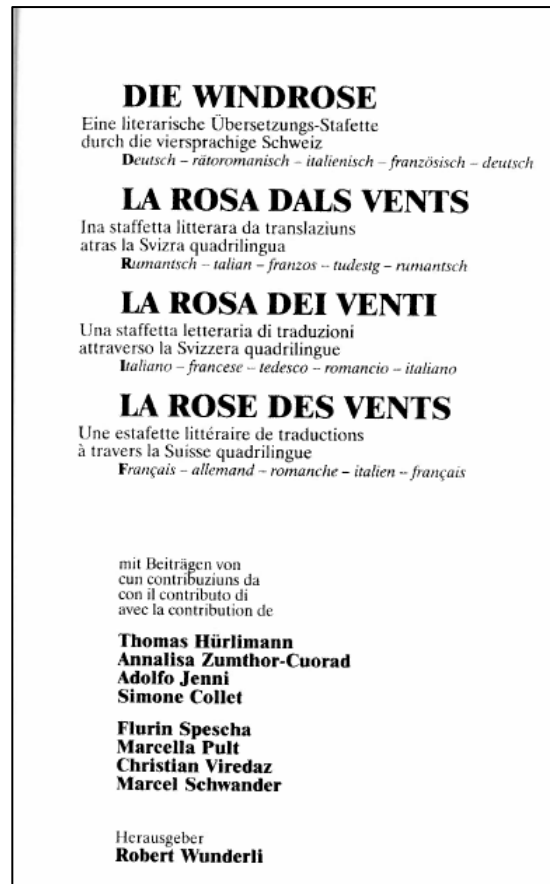 DIE WINDROSE
Eine literarische Übersetzungs-Stafette
durch die viersprachige Schweiz
Deutsch – rätoromanisch – italienisch – französisch – deutsch
LA ROSA DALS VENTS
Ina staffetta litterara da translaziuns
atras la Svizra quadrilingua
Rumantsch – talian – franzos – tudestg – rumantsch
LA ROSA DEI VENTI
Una staffetta letteraria di traduzioni
attraverso la Svizzera quadrilingue
Italiano – francese – tedesco – romancio – italiano
LA ROSE DES VENTS
Une estafette littéraire de traductions
à travers la Suisse quadrilingue
Français – allemand – romanche – italien – français
mit Beiträgen von
cun contribuziuns da
con il contributo di
avec la contribution de
Thomas Hürlimann
Annalisa Zumthor-Cuorad
Adolfo Jenni
Simone Collet
Flurin Spescha
Marcella Pult
Christian Viredaz
Marcel Schwander
Herausgeber
Robert Wunderli